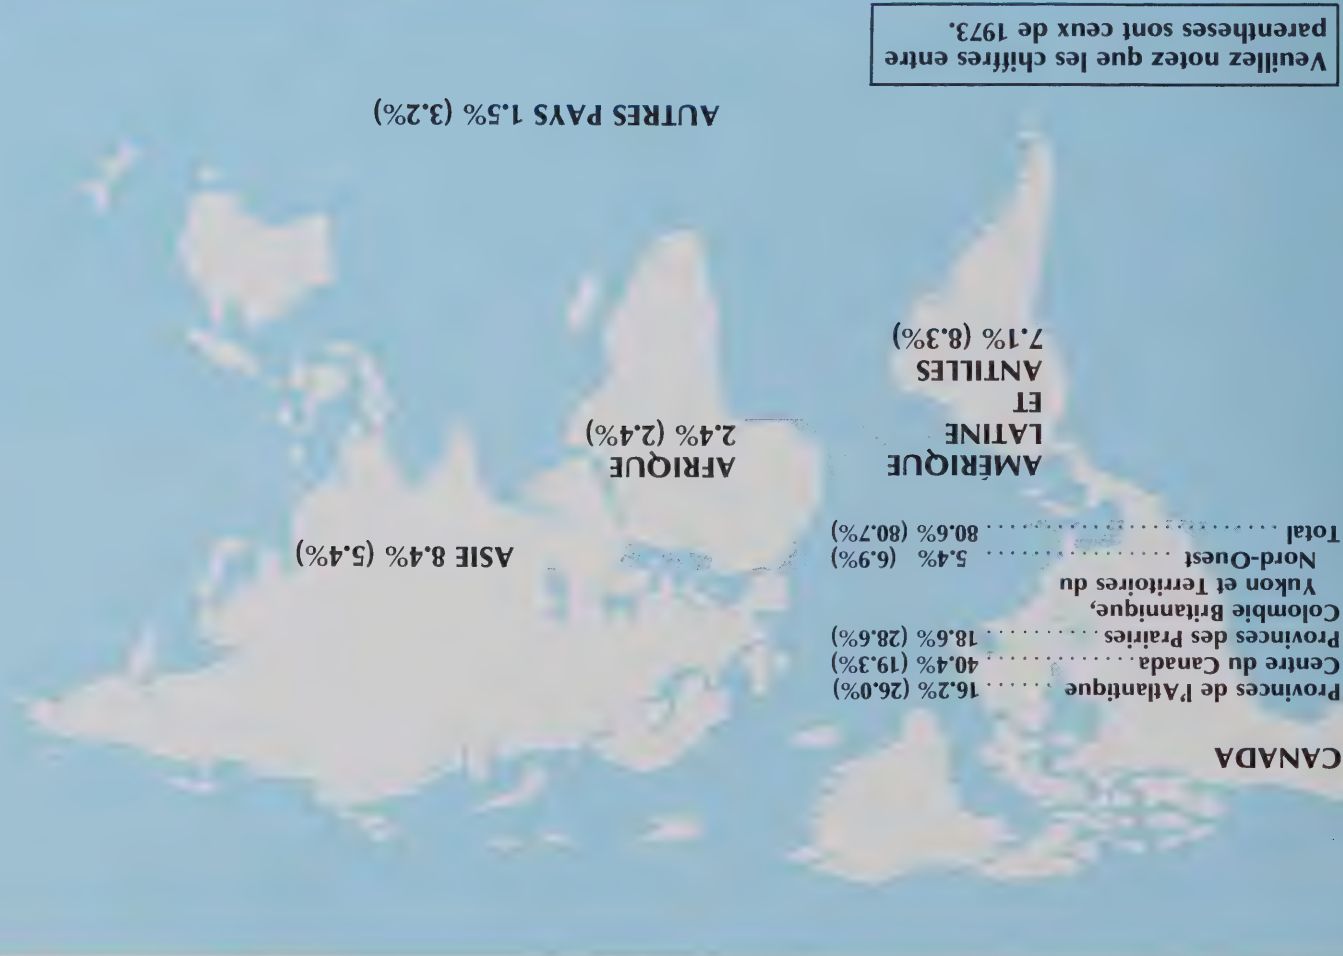 CANADA
Provinces de l'Atlantique ...... 16.2% (26.0%)
Centre du Canada .............. 40.4% (19.3%)
Provinces des Prairies .......... 18.6% (28.6%)
Colombie Britannique,
Yukon et Territoires du
Nord-Ouest .................. 5.4% (6.9%)
Total .......................... 80.6% (80.7%)
ASIE 8.4% (5.4%)
AMÉRIQUE
LATINE
ET
ANTILLES
7.1% (8.3%)
AFRIQUE
2.4% (2.4%)
AUTRES PAYS 1.5% (3.2%)
Veuillez notez que les chiffres entre
parentheses sont ceux de 1973.